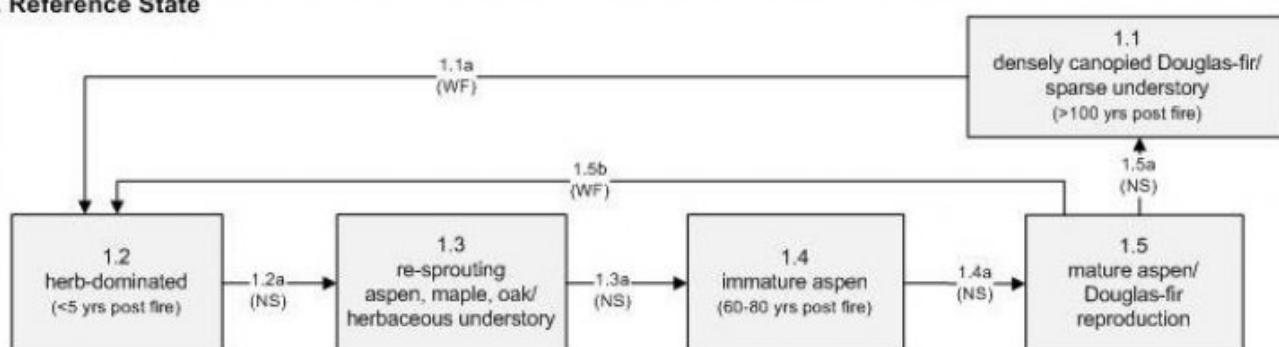 Reference State
1.1
densely canopied Douglas-fir/
sparse understory
(>100 yrs post fire)
1.1a
(WF)
1.5b
(WF)
1.5a
(NS)
1.2
herb-dominated
(<5 yrs post fire)
1.2a
(NS)
1.3
re-sprouting
aspen, maple, oak/
herbaceous understory
1.3a
(NS)
1.4
immature aspen
(60-80 yrs post fire)
1.4a
(NS)
1.5
mature aspen/
Douglas-fir
reproduction